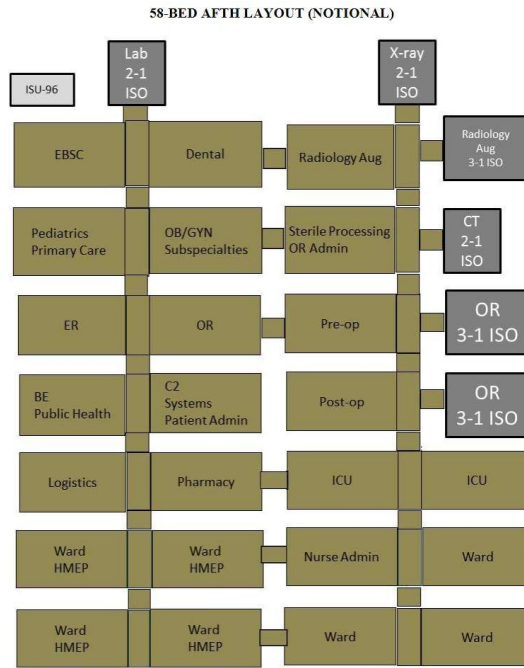 58-BED AFTH LAYOUT (NOTIONAL)
Lab
2-1
ISO
X-ray
2-1
ISO
ISU-96
EBSC
Dental
Radiology Aug
Radiology
Aug
3-1 ISO
Pediatrics
Primary Care
OB/GYN
Subspecialties
Sterile Processing
OR Admin
CT
2-1
ISO
ER
OR
Pre-op
OR
3-1 ISO
BE
Public Health
C2
Systems
Patient Admin
Post-op
OR
3-1 ISO
Logistics
Pharmacy
ICU
ICU
Ward
HMEP
Ward
HMEP
Nurse Admin
Ward
Ward
HMEP
Ward
HMEP
Ward
Ward